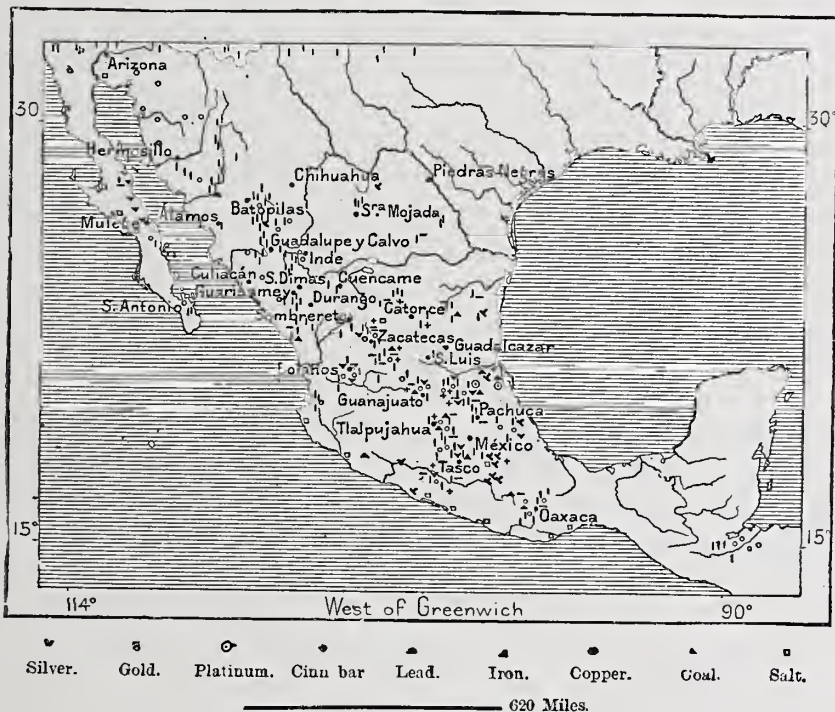 Arizona
30
30°
Hermosillo
Chihuahua
Piedras Negras
Batopilas
Sra Mojada
Alamos
Mulege
Guadalupe y Calvo
Inde
Culiacán
S. Dimas
Cuencame
Guarisamey
Durango
S. Antonio
Catorce
Sombrerete
Zacatecas
Guadalcazar
S. Luis
Bolaños
Guanajuato
Pachuca
Tlalpujahua
México
Tasco
15°
Oaxaca
15°
114°
West of Greenwich
90°
Silver. Gold. Platinum. Cinn bar Lead. Iron. Copper. Coal. Salt.
620 Miles.